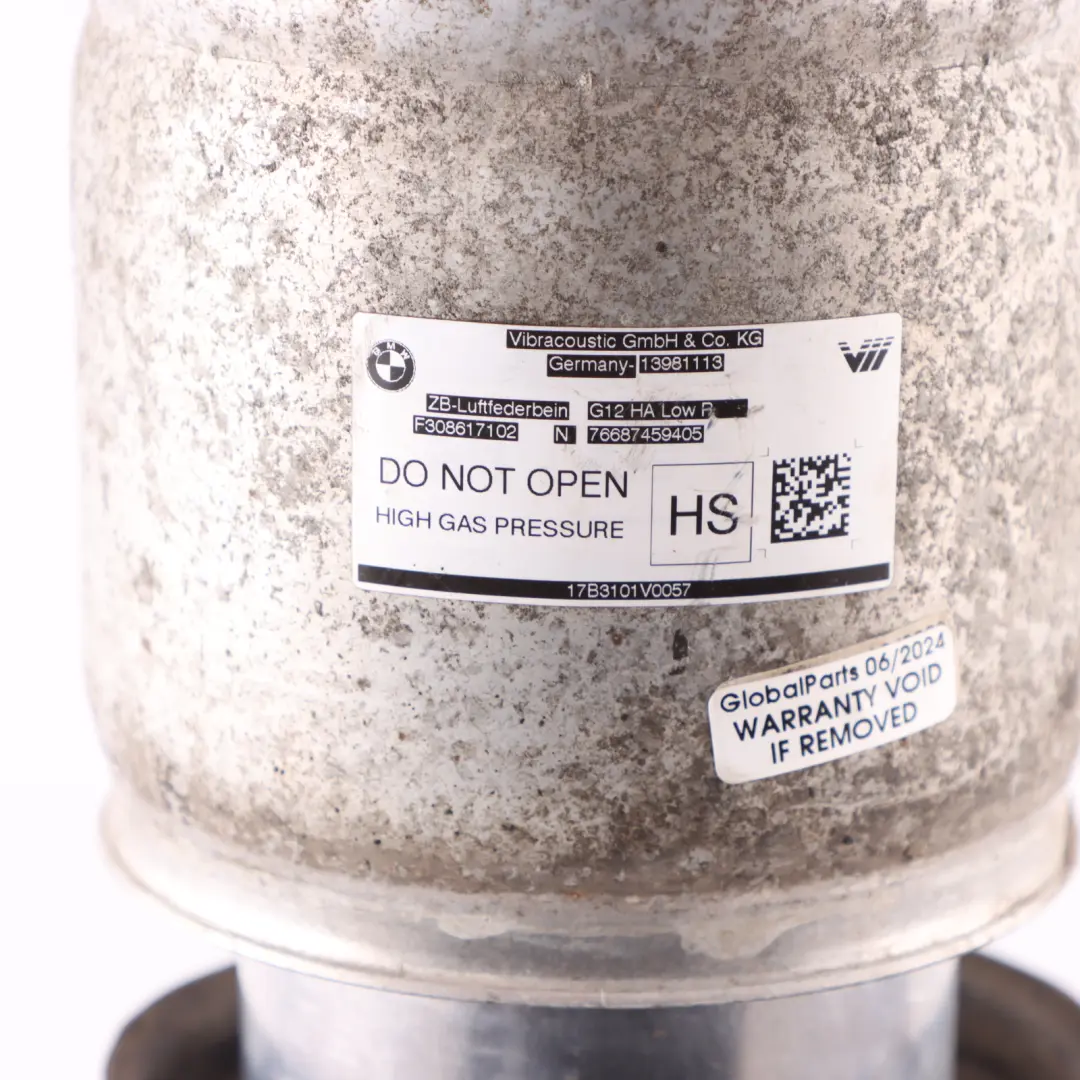 BMW
Vibracoustic GmbH & Co. KG
Germany- 13981113
ZB-Luftfederbein G12 HA Low R
F308617102 N 76687459405
DO NOT OPEN
HIGH GAS PRESSURE
HS
17B3101V0057
GlobalParts 06/2024
WARRANTY VOID
IF REMOVED